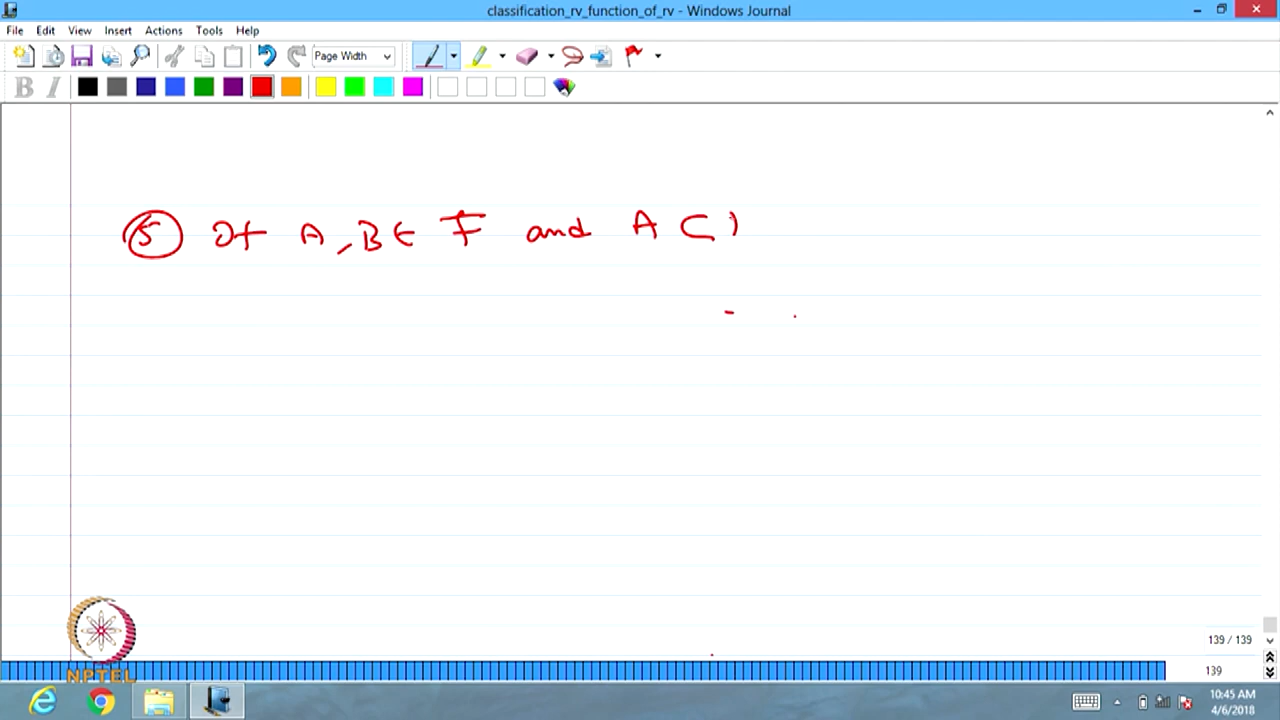 classification_rv_function_of_rv - Windows Journal
File Edit View Insert Actions Tools Help
Page Width
B I
⑤ If A, B ∈ F and A ⊂
139 / 139
139
NPTEL
10:45 AM
4/6/2018